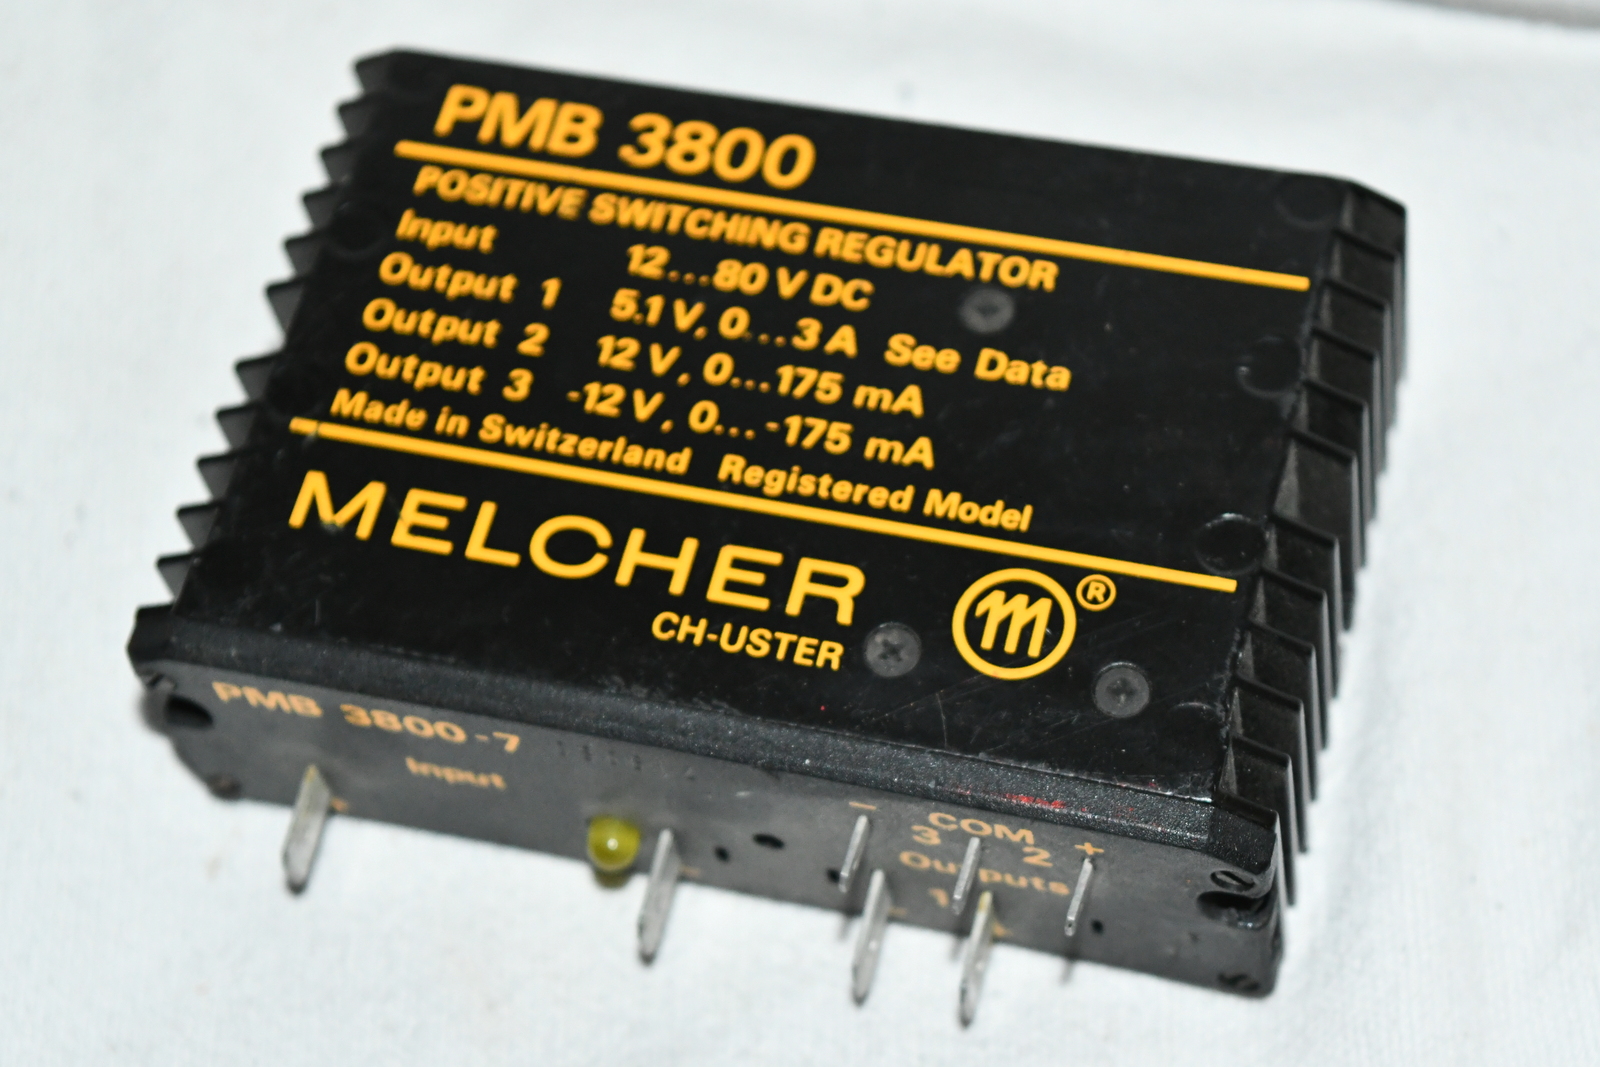 PMB 3800
POSITIVE SWITCHING REGULATOR
Input 12...80 V DC
Output 1 5.1 V, 0...3 A See Data
Output 2 12 V, 0...175 mA
Output 3 -12 V, 0...-175 mA
Made in Switzerland Registered Model
MELCHER m ®
CH-USTER
PMB 3800-7
Input
+
-
- COM +
3 2
Outputs
- 1 +